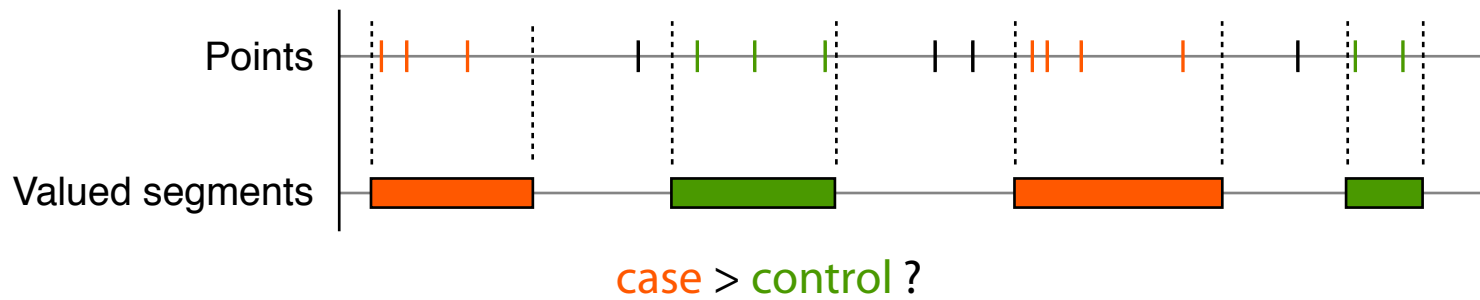 Points
Valued segments
case > control ?